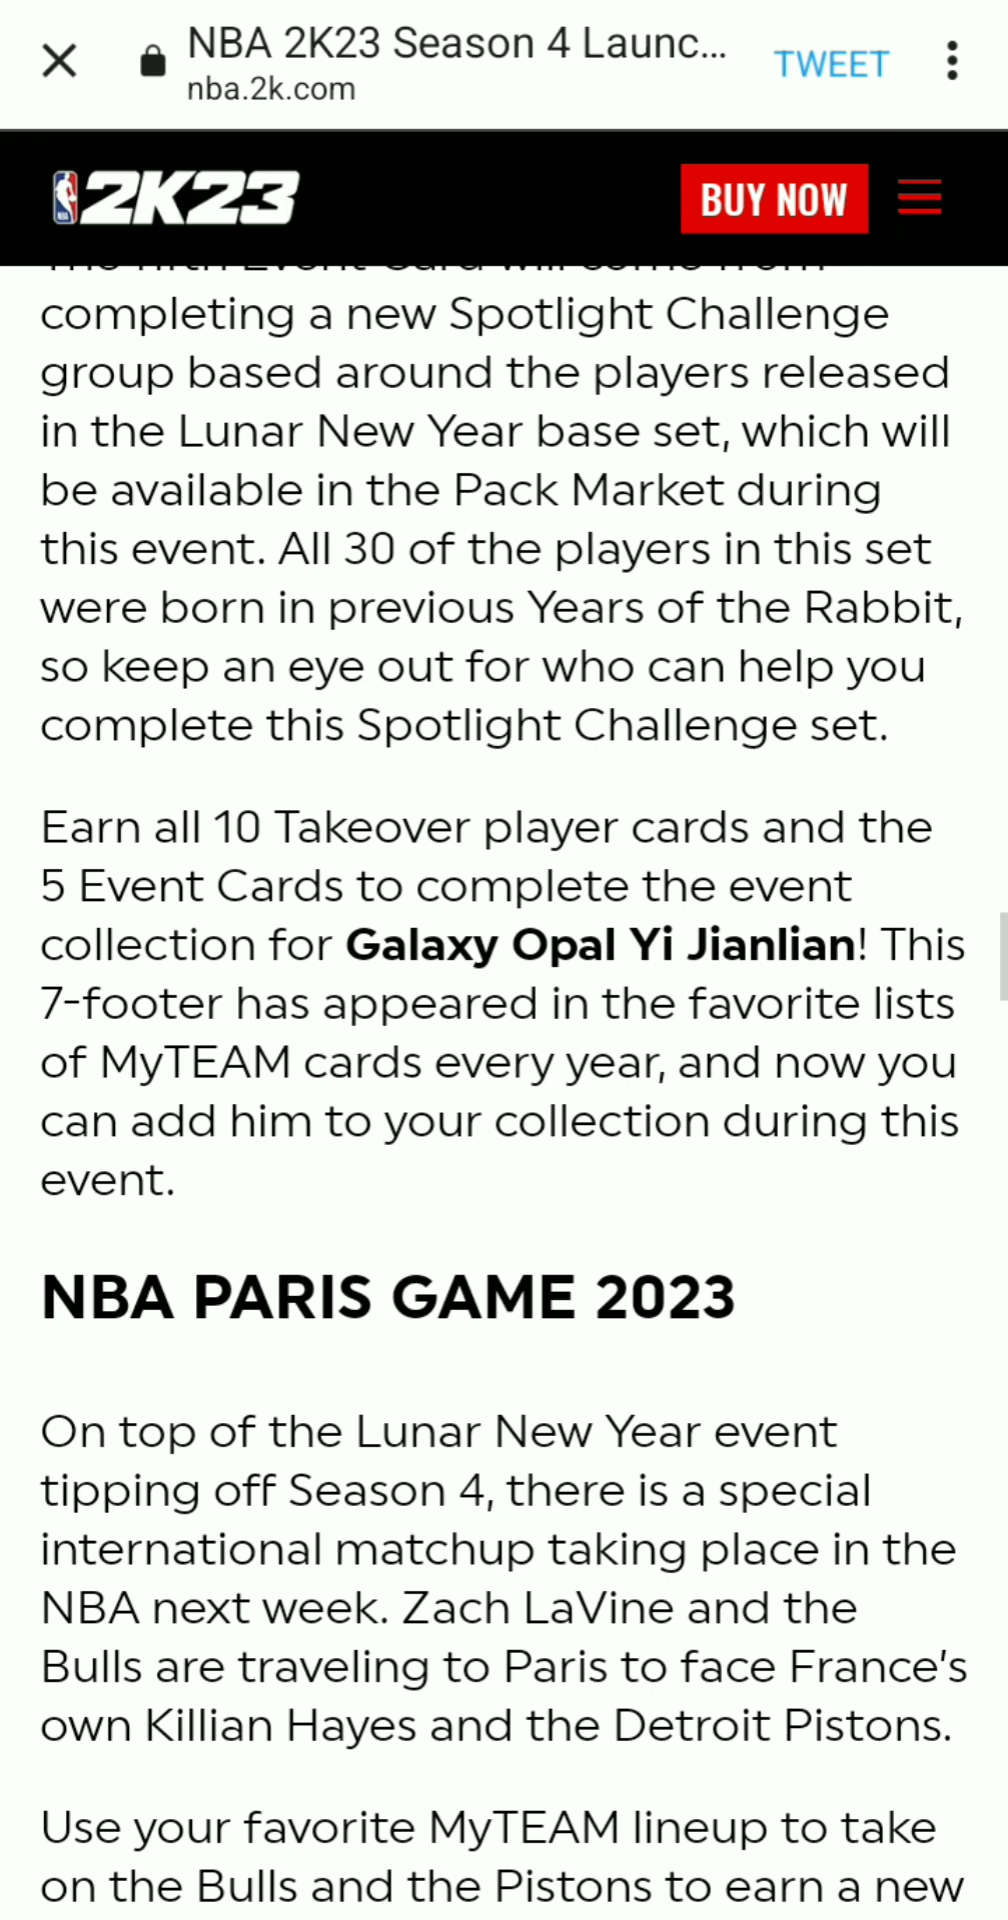 NBA 2K23 Season 4 Launc...
nba.2k.com
TWEET
2K23
BUY NOW
completing a new Spotlight Challenge
group based around the players released
in the Lunar New Year base set, which will
be available in the Pack Market during
this event. All 30 of the players in this set
were born in previous Years of the Rabbit,
so keep an eye out for who can help you
complete this Spotlight Challenge set.
Earn all 10 Takeover player cards and the
5 Event Cards to complete the event
collection for Galaxy Opal Yi Jianlian! This
7-footer has appeared in the favorite lists
of MyTEAM cards every year, and now you
can add him to your collection during this
event.
NBA PARIS GAME 2023
On top of the Lunar New Year event
tipping off Season 4, there is a special
international matchup taking place in the
NBA next week. Zach LaVine and the
Bulls are traveling to Paris to face France's
own Killian Hayes and the Detroit Pistons.
Use your favorite MyTEAM lineup to take
on the Bulls and the Pistons to earn a new